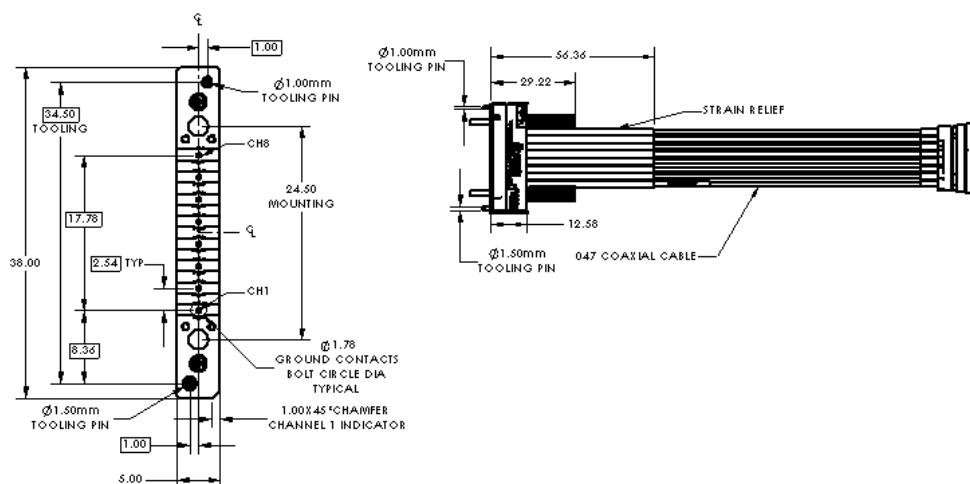 ℄
1.00
Ø1.00mm
TOOLING PIN
38.00
34.50
TOOLING
CH8
24.50
MOUNTING
17.78
℄
2.54 TYP
CH1
8.36
Ø1.78
GROUND CONTACTS
BOLT CIRCLE DIA
TYPICAL
Ø1.50mm
TOOLING PIN
1.00X45°CHAMFER
CHANNEL 1 INDICATOR
1.00
5.00
Ø1.00mm
TOOLING PIN
56.36
29.22
STRAIN RELIEF
12.58
Ø1.50mm
TOOLING PIN
047 COAXIAL CABLE